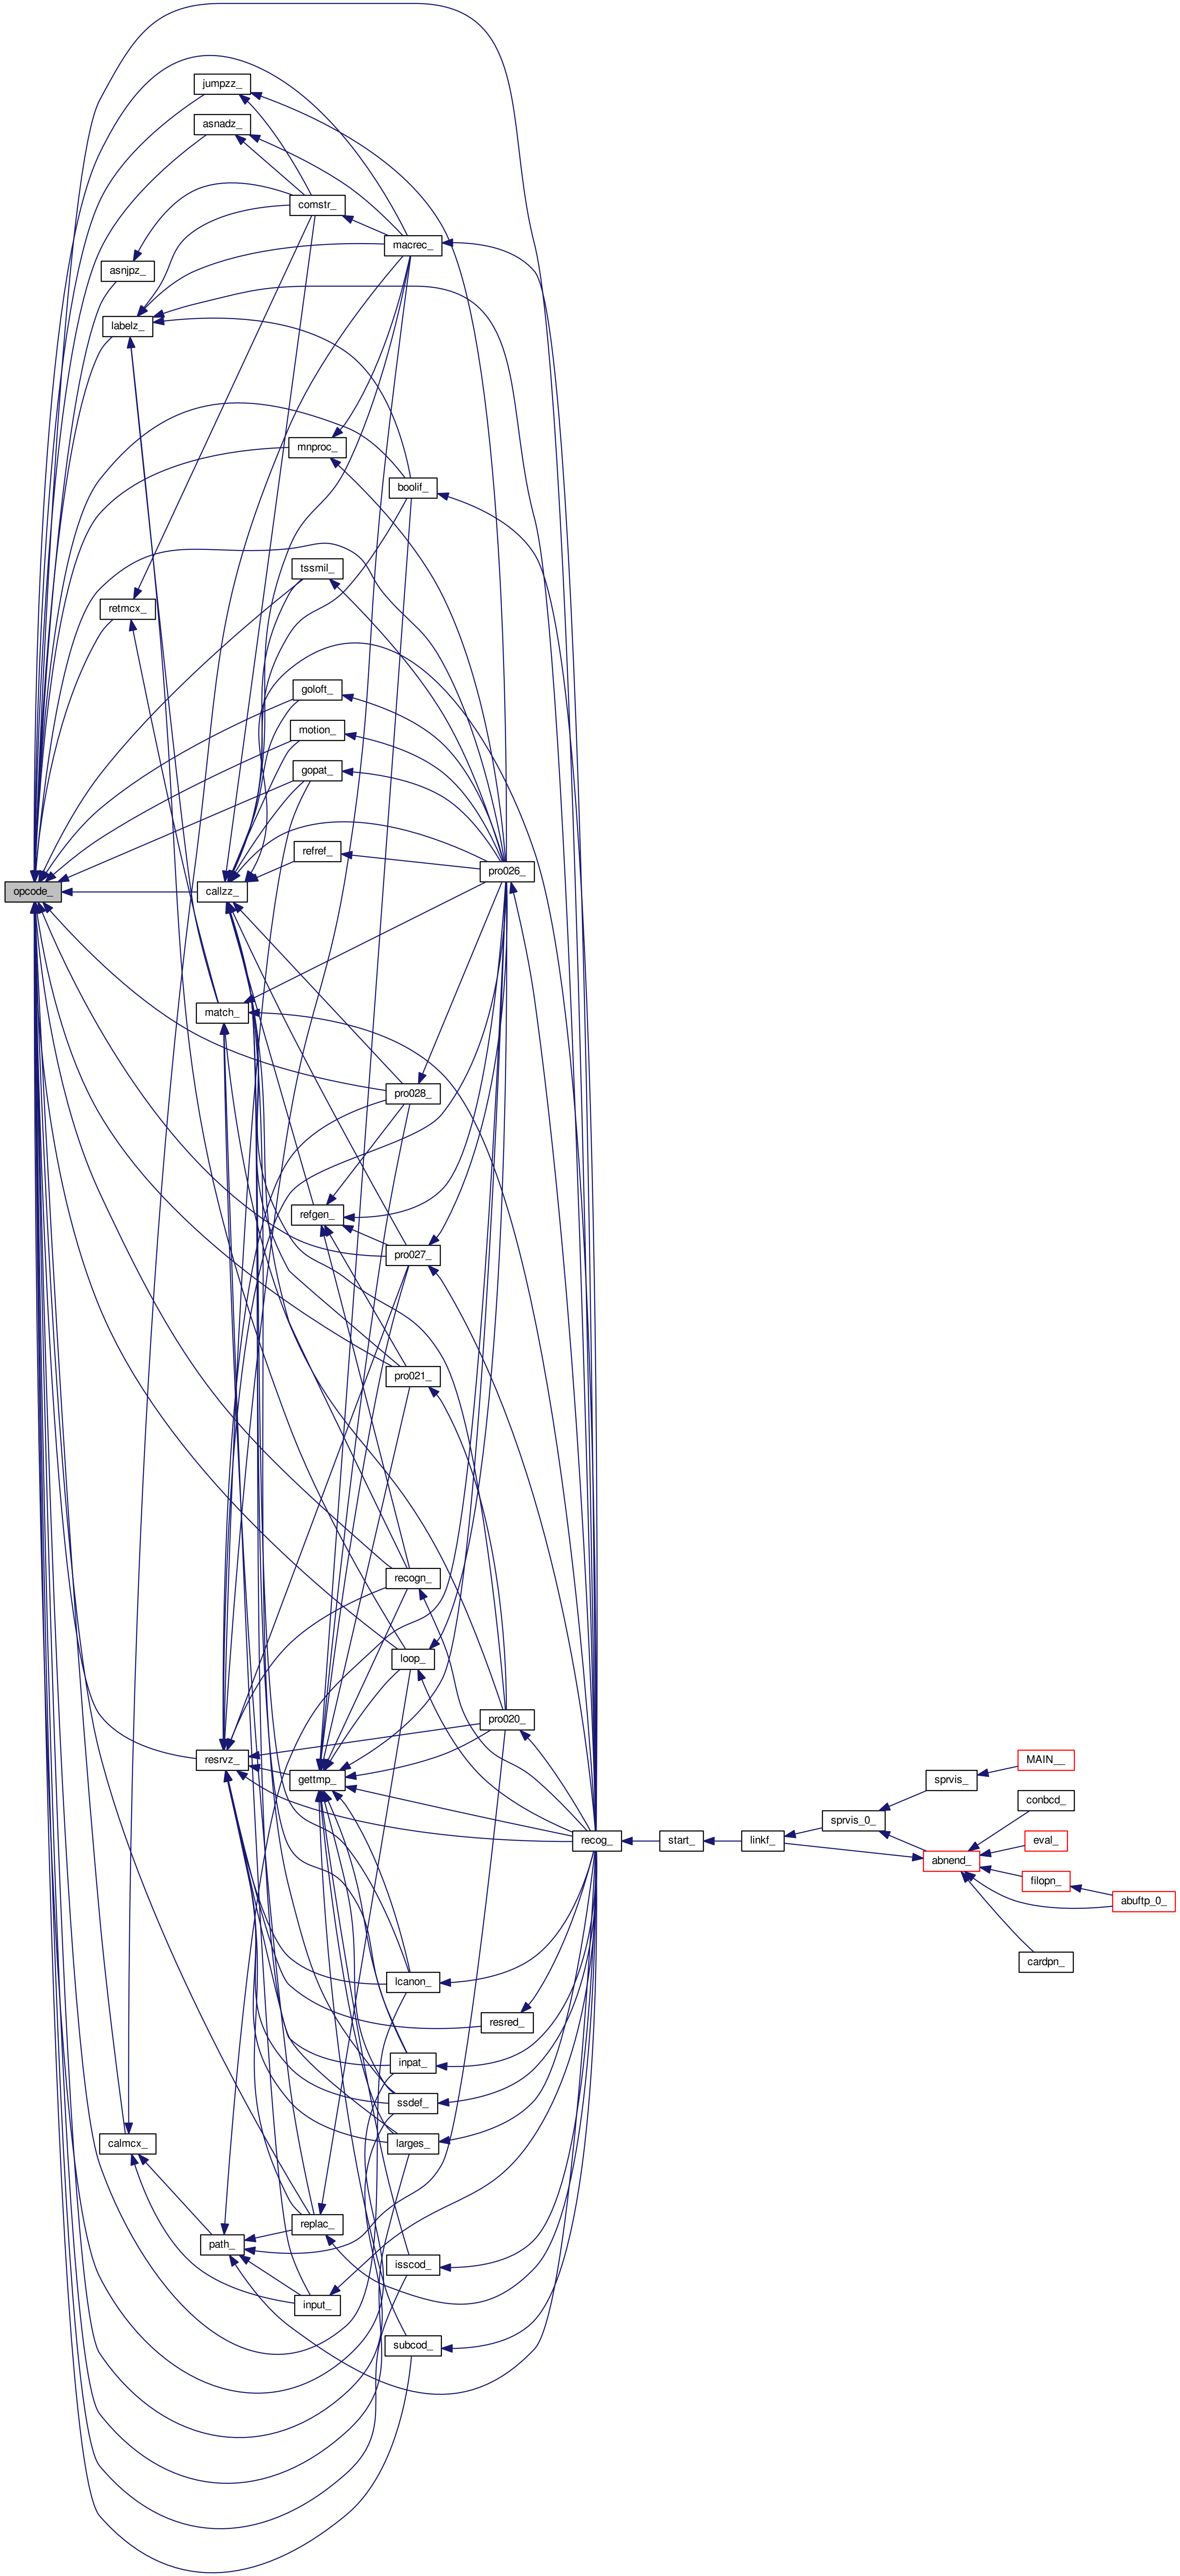 jumpzz_
asnadz_
comstr_
macrec_
asnjpz_
labelz_
mnproc_
boolif_
tssmil_
retmcx_
goloft_
motion_
gopat_
refref_
pro026_
opcode_
callzz_
match_
pro028_
refgen_
pro027_
pro021_
recogn_
loop_
pro020_
resrvz_
MAIN__
gettmp_
sprvis_
conbcd_
sprvis_0_
recog_
start_
linkf_
eval_
abnend_
filopn_
abuftp_0_
cardpn_
lcanon_
resred_
inpat_
ssdef_
calmcx_
larges_
replac_
path_
isscod_
input_
subcod_